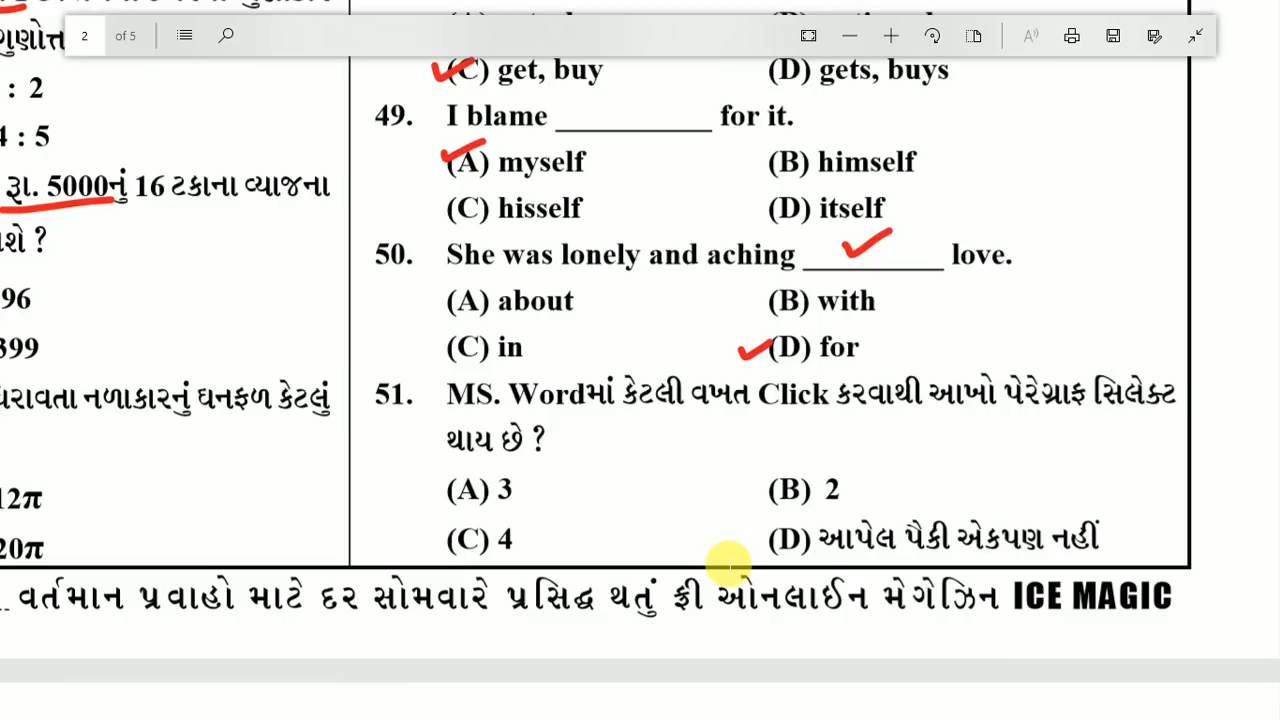 2 of 5
ગુણોત્ત
: 2
4 : 5
રૂા. 5000નું 16 ટકાના વ્યાજના
શે ?
96
399
ધરાવતા નળાકારનું ઘનફળ કેટલું
12π
20π
(C) get, buy (D) gets, buys
49. I blame __________ for it.
(A) myself (B) himself
(C) hisself (D) itself
50. She was lonely and aching _________ love.
(A) about (B) with
(C) in (D) for
51. MS. Wordમાં કેટલી વખત Click કરવાથી આખો પેરેગ્રાફ સિલેક્ટ
થાય છે ?
(A) 3 (B) 2
(C) 4 (D) આપેલ પૈકી એકપણ નહીં
વર્તમાન પ્રવાહો માટે દર સોમવારે પ્રસિદ્ધ થતું ફ્રી ઓનલાઈન મેગેઝિન ICE MAGIC